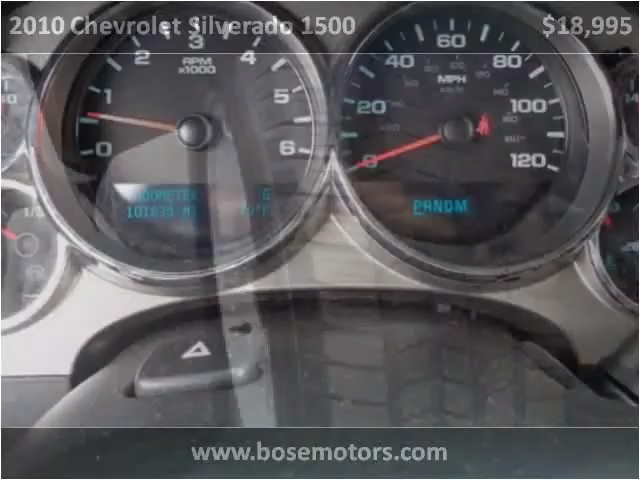 2010 Chevrolet Silverado 1500 $18,995
3
2 4
RPM
x1000
1 5
0 6
ODOMETER
MI
60
40 80
MPH
20 100
0 120
PRNDM
www.bosemotors.com